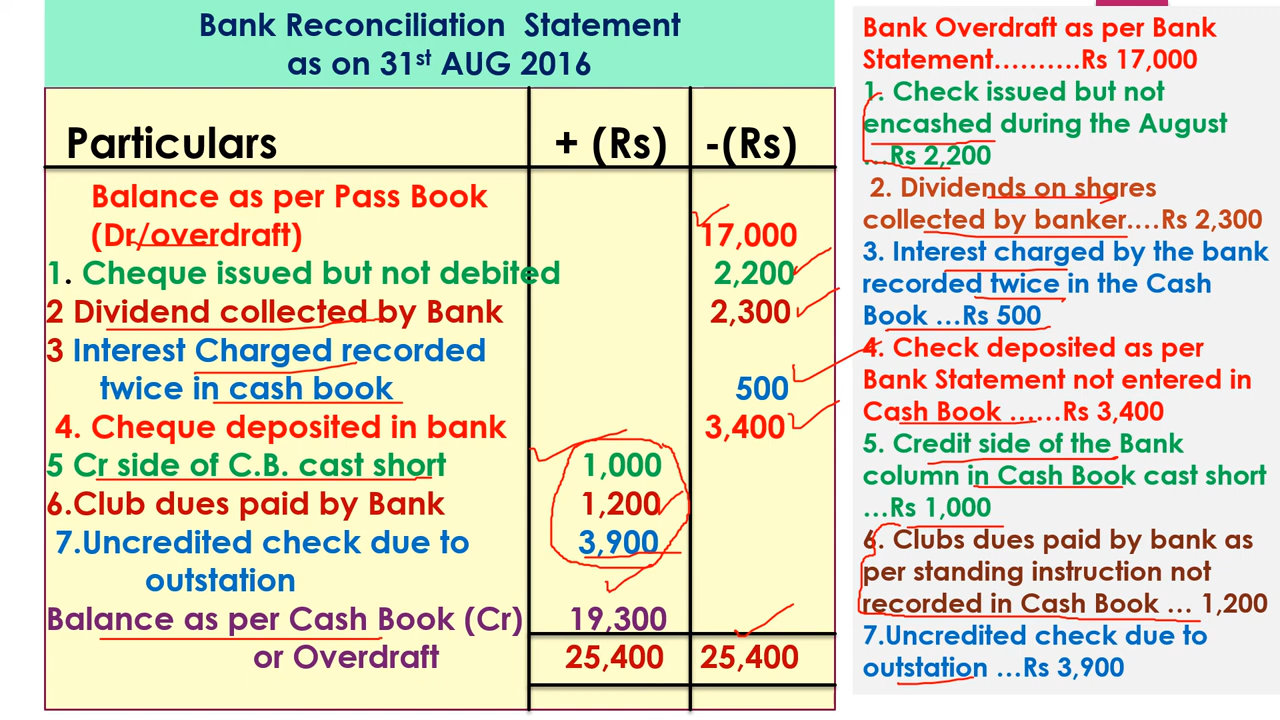 Bank Reconciliation Statement
as on 31st AUG 2016
Particulars + (Rs) -(Rs)
Balance as per Pass Book
(Dr/overdraft) 17,000
1. Cheque issued but not debited 2,200
2 Dividend collected by Bank 2,300
3 Interest Charged recorded
twice in cash book 500
4. Cheque deposited in bank 3,400
5 Cr side of C.B. cast short 1,000
6.Club dues paid by Bank 1,200
7.Uncredited check due to 3,900
outstation
Balance as per Cash Book (Cr) 19,300
or Overdraft 25,400 25,400
Bank Overdraft as per Bank
Statement..........Rs 17,000
1. Check issued but not
encashed during the August
...Rs 2,200
2. Dividends on shares
collected by banker....Rs 2,300
3. Interest charged by the bank
recorded twice in the Cash
Book ...Rs 500
4. Check deposited as per
Bank Statement not entered in
Cash Book ......Rs 3,400
5. Credit side of the Bank
column in Cash Book cast short
...Rs 1,000
6. Clubs dues paid by bank as
per standing instruction not
recorded in Cash Book ... 1,200
7.Uncredited check due to
outstation ...Rs 3,900